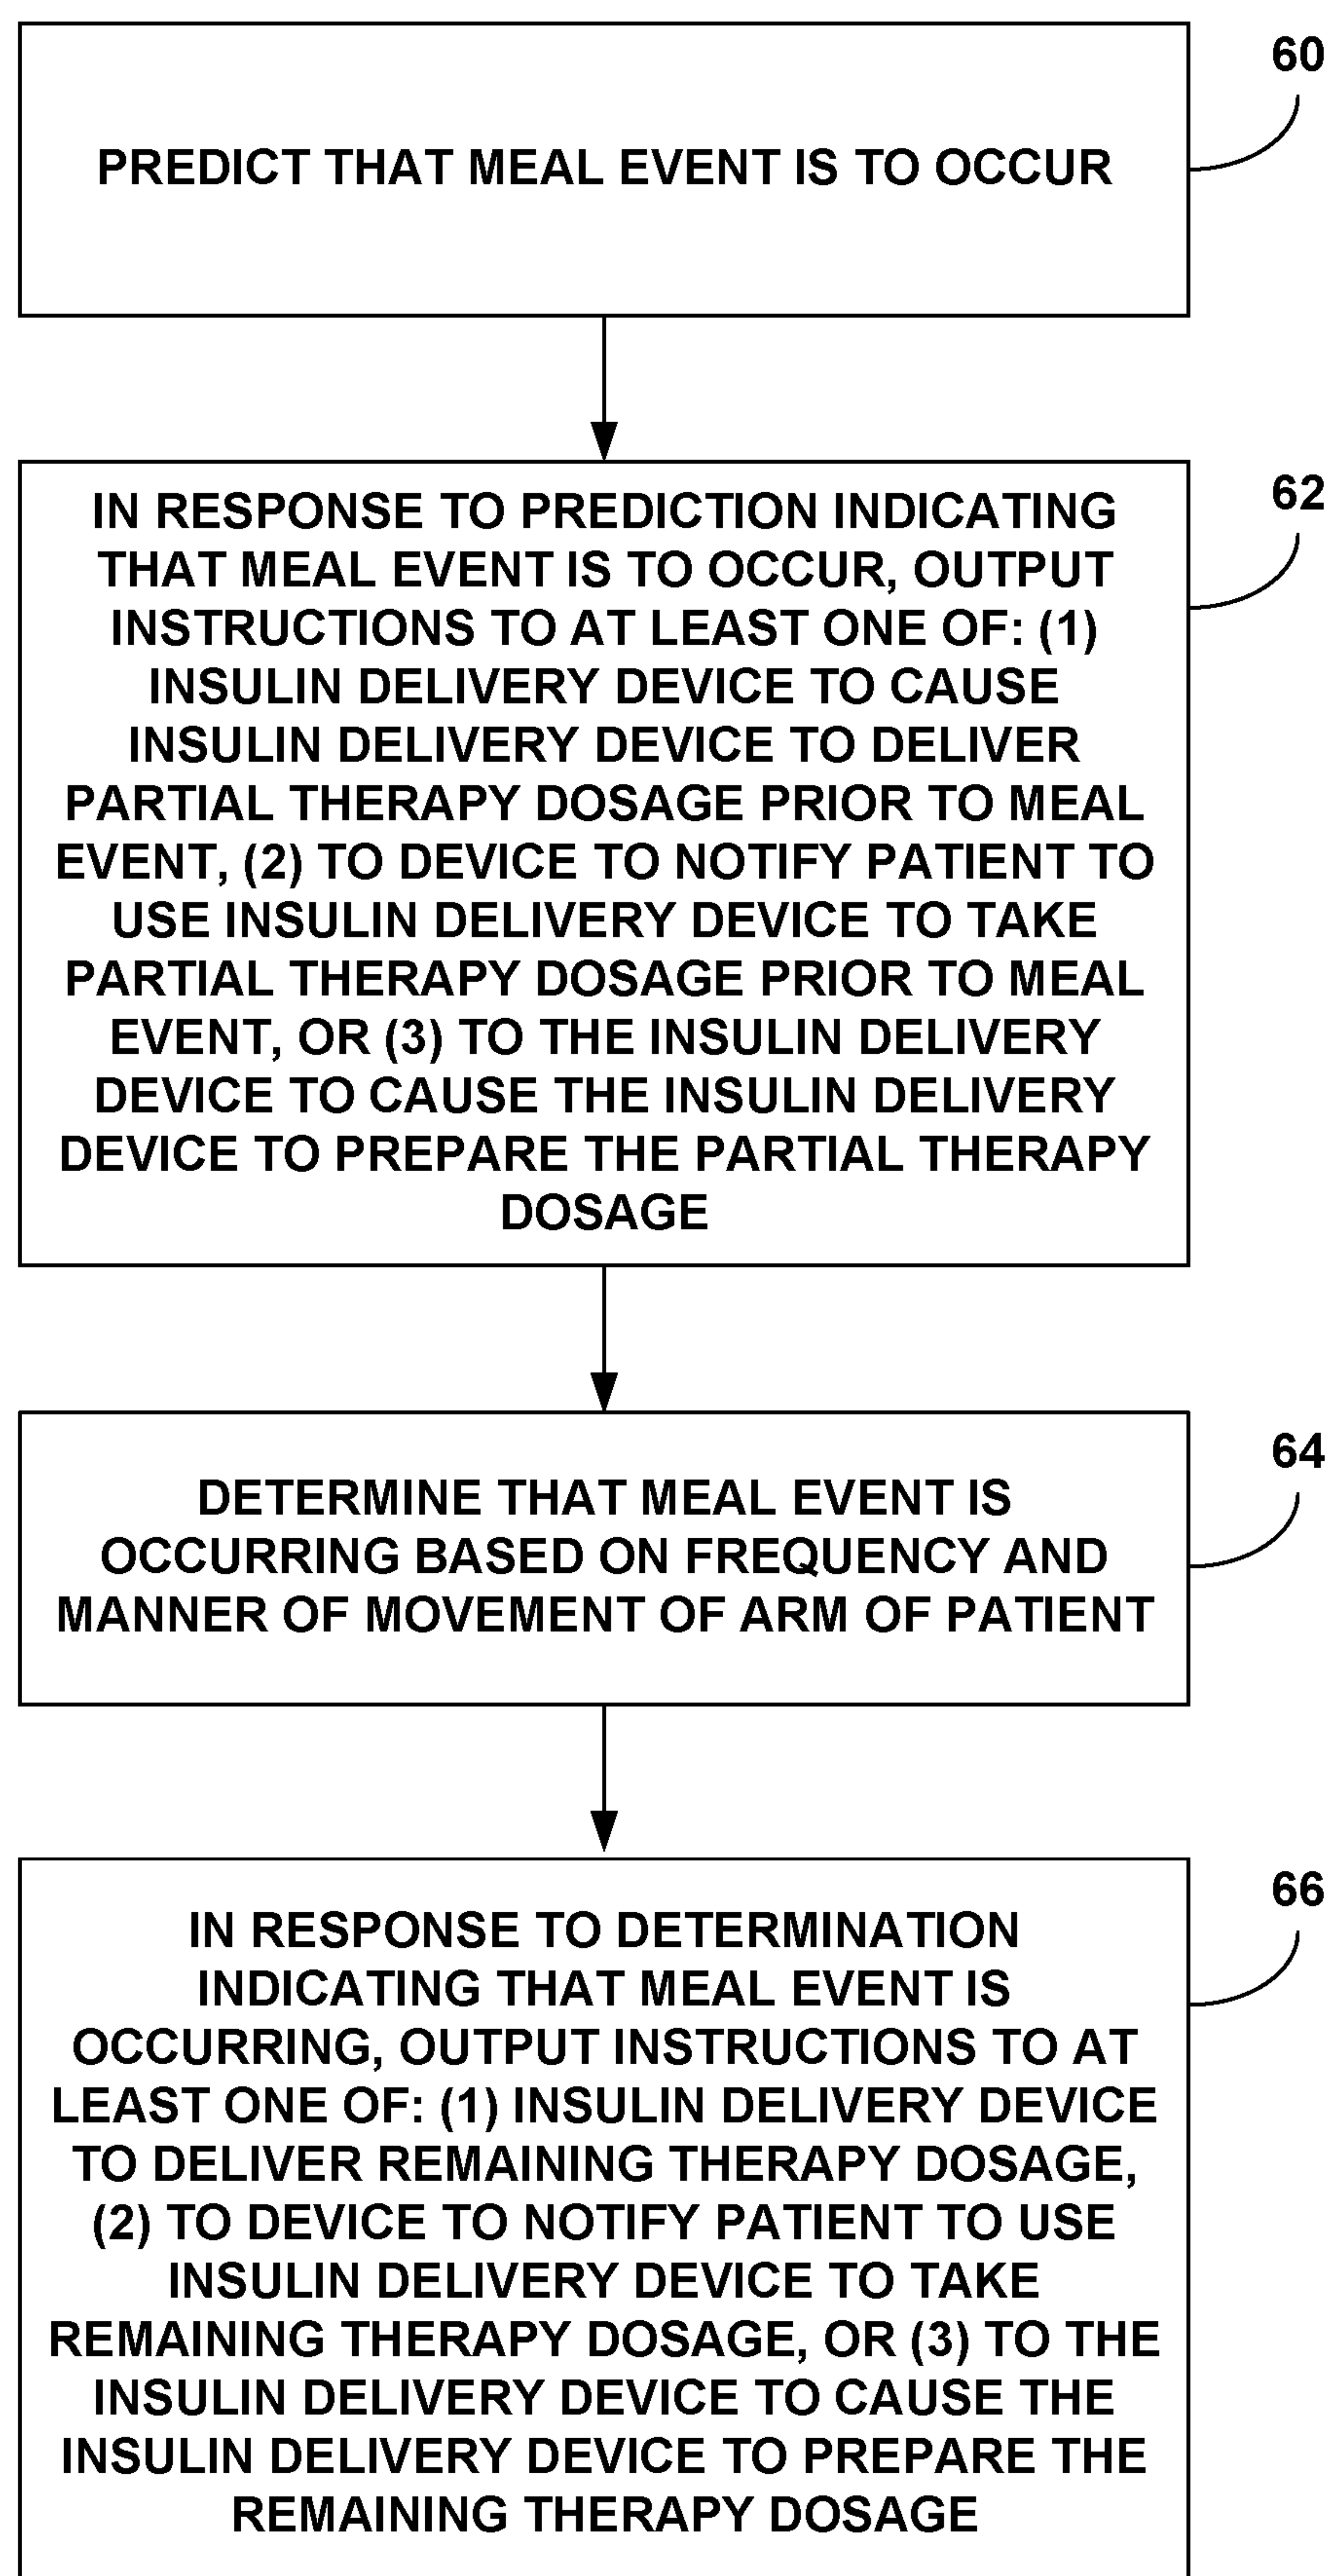 60
PREDICT THAT MEAL EVENT IS TO OCCUR
62
IN RESPONSE TO PREDICTION INDICATING
THAT MEAL EVENT IS TO OCCUR, OUTPUT
INSTRUCTIONS TO AT LEAST ONE OF: (1)
INSULIN DELIVERY DEVICE TO CAUSE
INSULIN DELIVERY DEVICE TO DELIVER
PARTIAL THERAPY DOSAGE PRIOR TO MEAL
EVENT, (2) TO DEVICE TO NOTIFY PATIENT TO
USE INSULIN DELIVERY DEVICE TO TAKE
PARTIAL THERAPY DOSAGE PRIOR TO MEAL
EVENT, OR (3) TO THE INSULIN DELIVERY
DEVICE TO CAUSE THE INSULIN DELIVERY
DEVICE TO PREPARE THE PARTIAL THERAPY
DOSAGE
64
DETERMINE THAT MEAL EVENT IS
OCCURRING BASED ON FREQUENCY AND
MANNER OF MOVEMENT OF ARM OF PATIENT
66
IN RESPONSE TO DETERMINATION
INDICATING THAT MEAL EVENT IS
OCCURRING, OUTPUT INSTRUCTIONS TO AT
LEAST ONE OF: (1) INSULIN DELIVERY DEVICE
TO DELIVER REMAINING THERAPY DOSAGE,
(2) TO DEVICE TO NOTIFY PATIENT TO USE
INSULIN DELIVERY DEVICE TO TAKE
REMAINING THERAPY DOSAGE, OR (3) TO THE
INSULIN DELIVERY DEVICE TO CAUSE THE
INSULIN DELIVERY DEVICE TO PREPARE THE
REMAINING THERAPY DOSAGE